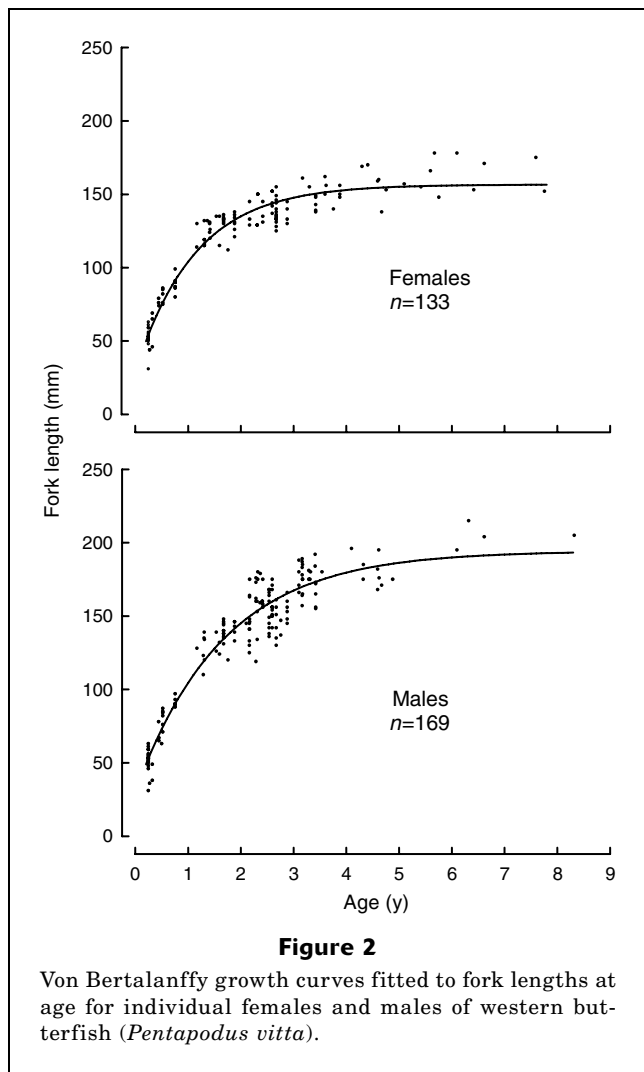 250
200
150
100
50
0
Females
n=133
Fork length (mm)
250
200
150
100
50
0
Males
n=169
0 1 2 3 4 5 6 7 8 9
Age (y)
Figure 2
Von Bertalanffy growth curves fitted to fork lengths at
age for individual females and males of western but-
terfish (Pentapodus vitta).